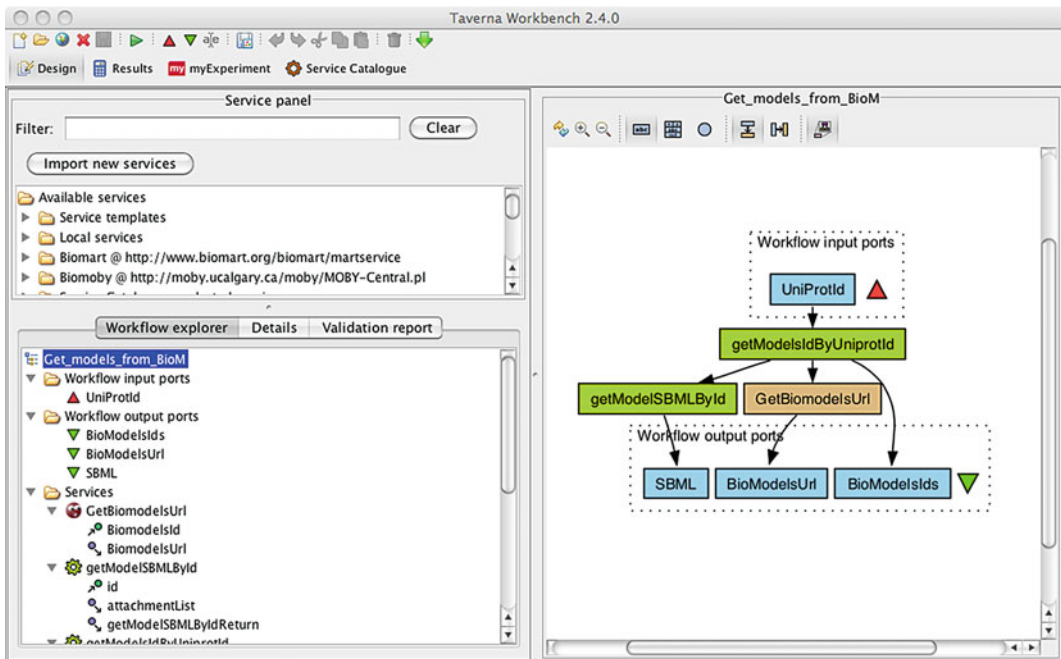 Taverna Workbench 2.4.0
Design Results my myExperiment Service Catalogue
Service panel
Filter: Clear
Import new services
Available services
Service templates
Local services
Biomart @ http://www.biomart.org/biomart/martservice
Biomoby @ http://moby.ucalgary.ca/moby/MOBY-Central.pl
Workflow explorer Details Validation report
Get_models_from_BioM
Workflow input ports
UniProtId
Workflow output ports
BioModelsIds
BioModelsUrl
SBML
Services
GetBiomodelsUrl
BiomodelsId
BiomodelsUrl
getModelSBMLById
id
attachmentList
getModelSBMLByIdReturn
getModelsIdByUniprotId
Get_models_from_BioM
abc
Workflow input ports
UniProtId
getModelsIdByUniprotId
getModelSBMLById GetBiomodelsUrl
Workflow output ports
SBML BioModelsUrl BioModelsIds